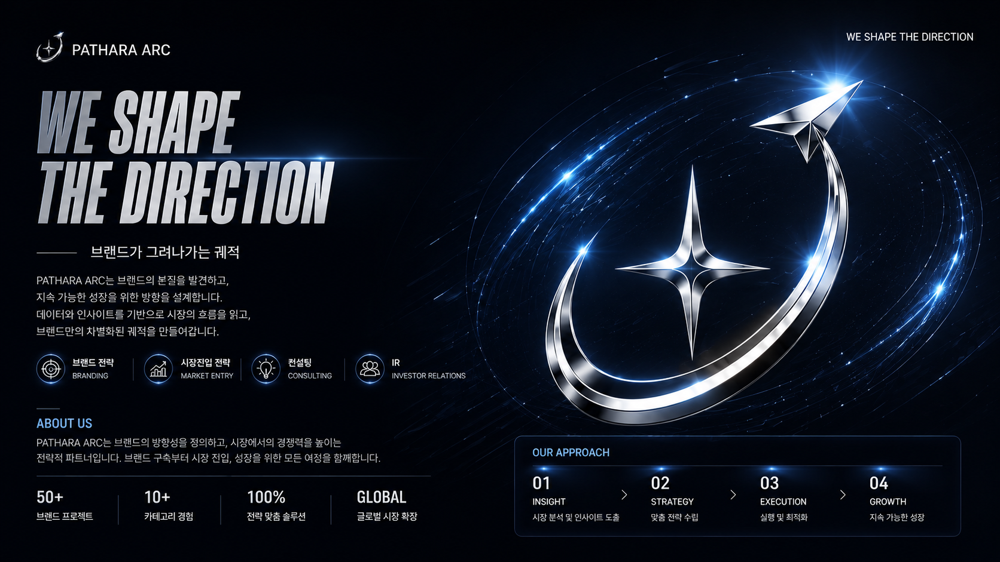 PATHARA ARC
WE SHAPE THE DIRECTION
WE SHAPE
THE DIRECTION
브랜드가 그려나가는 궤적
PATHARA ARC는 브랜드의 본질을 발견하고,
지속 가능한 성장을 위한 방향을 설계합니다.
데이터와 인사이트를 기반으로 시장의 흐름을 읽고,
브랜드만의 차별화된 궤적을 만들어갑니다.
브랜드 전략
BRANDING
시장진입 전략
MARKET ENTRY
컨설팅
CONSULTING
IR
INVESTOR RELATIONS
ABOUT US
PATHARA ARC는 브랜드의 방향성을 정의하고, 시장에서의 경쟁력을 높이는
전략적 파트너입니다. 브랜드 구축부터 시장 진입, 성장을 위한 모든 여정을 함께합니다.
50+
브랜드 프로젝트
10+
카테고리 경험
100%
전략 맞춤 솔루션
GLOBAL
글로벌 시장 확장
OUR APPROACH
01
INSIGHT
시장 분석 및 인사이트 도출
02
STRATEGY
맞춤 전략 수립
03
EXECUTION
실행 및 최적화
04
GROWTH
지속 가능한 성장